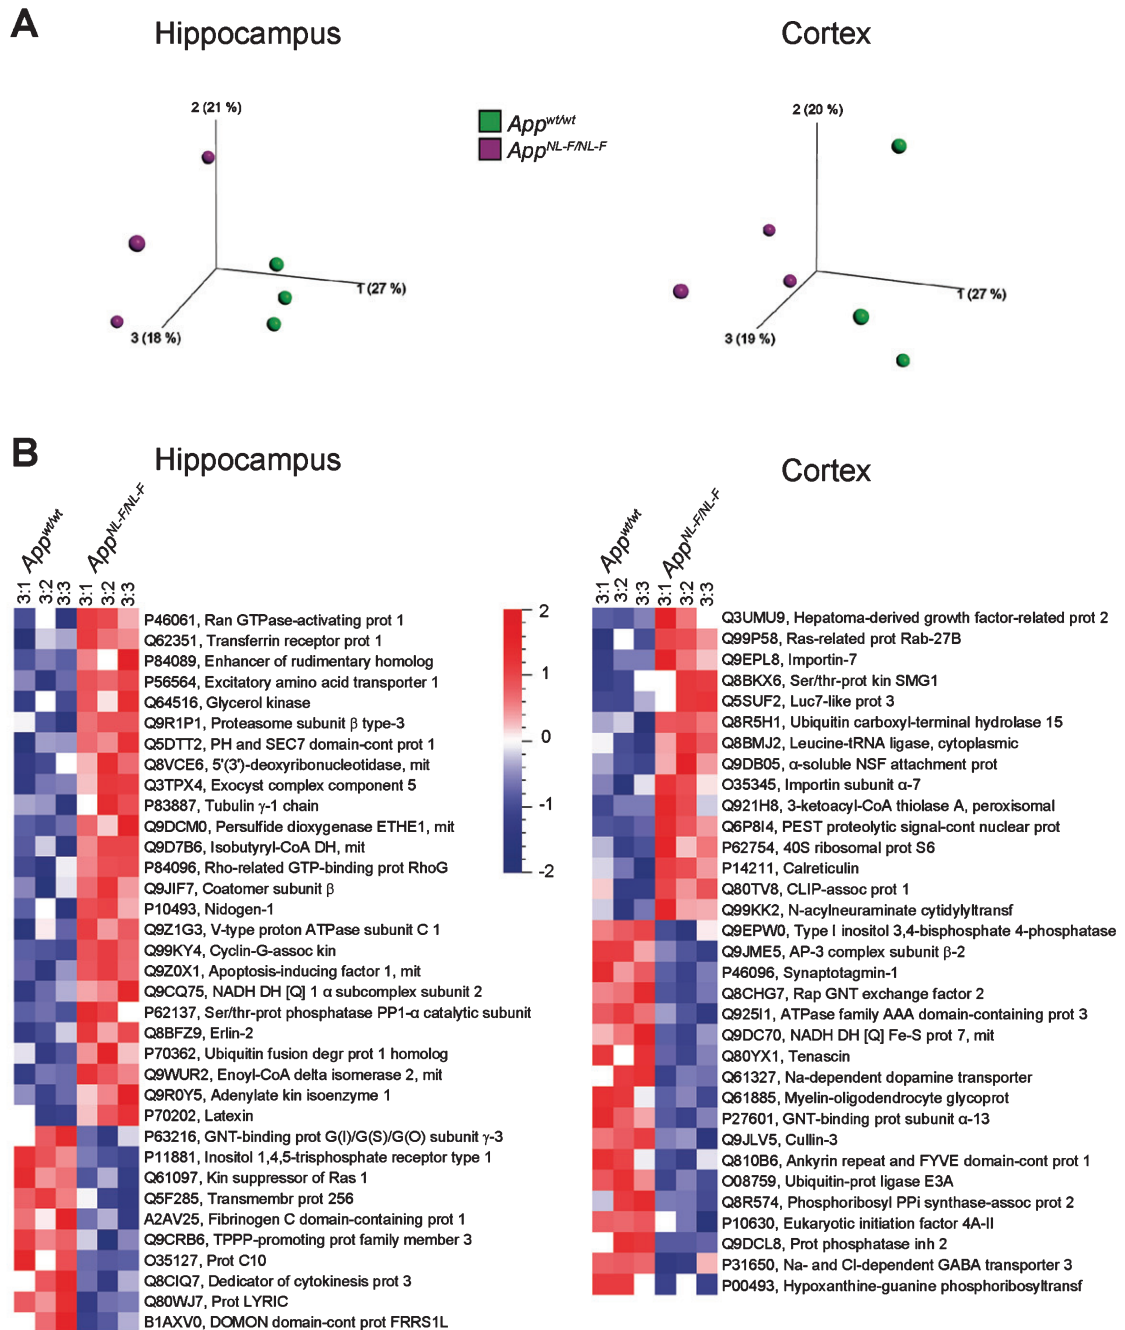 A
Hippocampus
Cortex
2 (21 %)
1 (27 %)
3 (18 %)
App wt/wt
App NL-F/NL-F
2 (20 %)
1 (27 %)
3 (19 %)
B
Hippocampus
Cortex
App wt/wt
App NL-F/NL-F
3:1 3:2 3:3 3:1 3:2 3:3
P46061, Ran GTPase-activating prot 1
Q62351, Transferrin receptor prot 1
P84089, Enhancer of rudimentary homolog
P56564, Excitatory amino acid transporter 1
Q64516, Glycerol kinase
Q9R1P1, Proteasome subunit β type-3
Q5DTT2, PH and SEC7 domain-cont prot 1
Q8VCE6, 5'(3')-deoxyribonucleotidase, mit
Q3TPX4, Exocyst complex component 5
P83887, Tubulin γ-1 chain
Q9DCM0, Persulfide dioxygenase ETHE1, mit
Q9D7B6, Isobutyryl-CoA DH, mit
P84096, Rho-related GTP-binding prot RhoG
Q9JIF7, Coatomer subunit β
P10493, Nidogen-1
Q9Z1G3, V-type proton ATPase subunit C 1
Q99KY4, Cyclin-G-assoc kin
Q9Z0X1, Apoptosis-inducing factor 1, mit
Q9CQ75, NADH DH [Q] 1 α subcomplex subunit 2
P62137, Ser/thr-prot phosphatase PP1-α catalytic subunit
Q8BFZ9, Erlin-2
P70362, Ubiquitin fusion degr prot 1 homolog
Q9WUR2, Enoyl-CoA delta isomerase 2, mit
Q9R0Y5, Adenylate kin isoenzyme 1
P70202, Latexin
P63216, GNT-binding prot G(I)/G(S)/G(O) subunit γ-3
P11881, Inositol 1,4,5-trisphosphate receptor type 1
Q61097, Kin suppressor of Ras 1
Q5F285, Transmembr prot 256
A2AV25, Fibrinogen C domain-containing prot 1
Q9CRB6, TPPP-promoting prot family member 3
O35127, Prot C10
Q8CIQ7, Dedicator of cytokinesis prot 3
Q80WJ7, Prot LYRIC
B1AXV0, DOMON domain-cont prot FRRS1L
2
1
0
-1
-2
App wt/wt
App NL-F/NL-F
3:1 3:2 3:3 3:1 3:2 3:3
Q3UMU9, Hepatoma-derived growth factor-related prot 2
Q99P58, Ras-related prot Rab-27B
Q9EPL8, Importin-7
Q8BKX6, Ser/thr-prot kin SMG1
Q5SUF2, Luc7-like prot 3
Q8R5H1, Ubiquitin carboxyl-terminal hydrolase 15
Q8BMJ2, Leucine-tRNA ligase, cytoplasmic
Q9DB05, α-soluble NSF attachment prot
O35345, Importin subunit α-7
Q921H8, 3-ketoacyl-CoA thiolase A, peroxisomal
Q6P8I4, PEST proteolytic signal-cont nuclear prot
P62754, 40S ribosomal prot S6
P14211, Calreticulin
Q80TV8, CLIP-assoc prot 1
Q99KK2, N-acylneuraminate cytidylyltransf
Q9EPW0, Type I inositol 3,4-bisphosphate 4-phosphatase
Q9JME5, AP-3 complex subunit β-2
P46096, Synaptotagmin-1
Q8CHG7, Rap GNT exchange factor 2
Q925I1, ATPase family AAA domain-containing prot 3
Q9DC70, NADH DH [Q] Fe-S prot 7, mit
Q80YX1, Tenascin
Q61327, Na-dependent dopamine transporter
Q61885, Myelin-oligodendrocyte glycoprot
P27601, GNT-binding prot subunit α-13
Q9JLV5, Cullin-3
Q810B6, Ankyrin repeat and FYVE domain-cont prot 1
O08759, Ubiquitin-prot ligase E3A
Q8R574, Phosphoribosyl PPi synthase-assoc prot 2
P10630, Eukaryotic initiation factor 4A-II
Q9DCL8, Prot phosphatase inh 2
P31650, Na- and Cl-dependent GABA transporter 3
P00493, Hypoxanthine-guanine phosphoribosyltransf